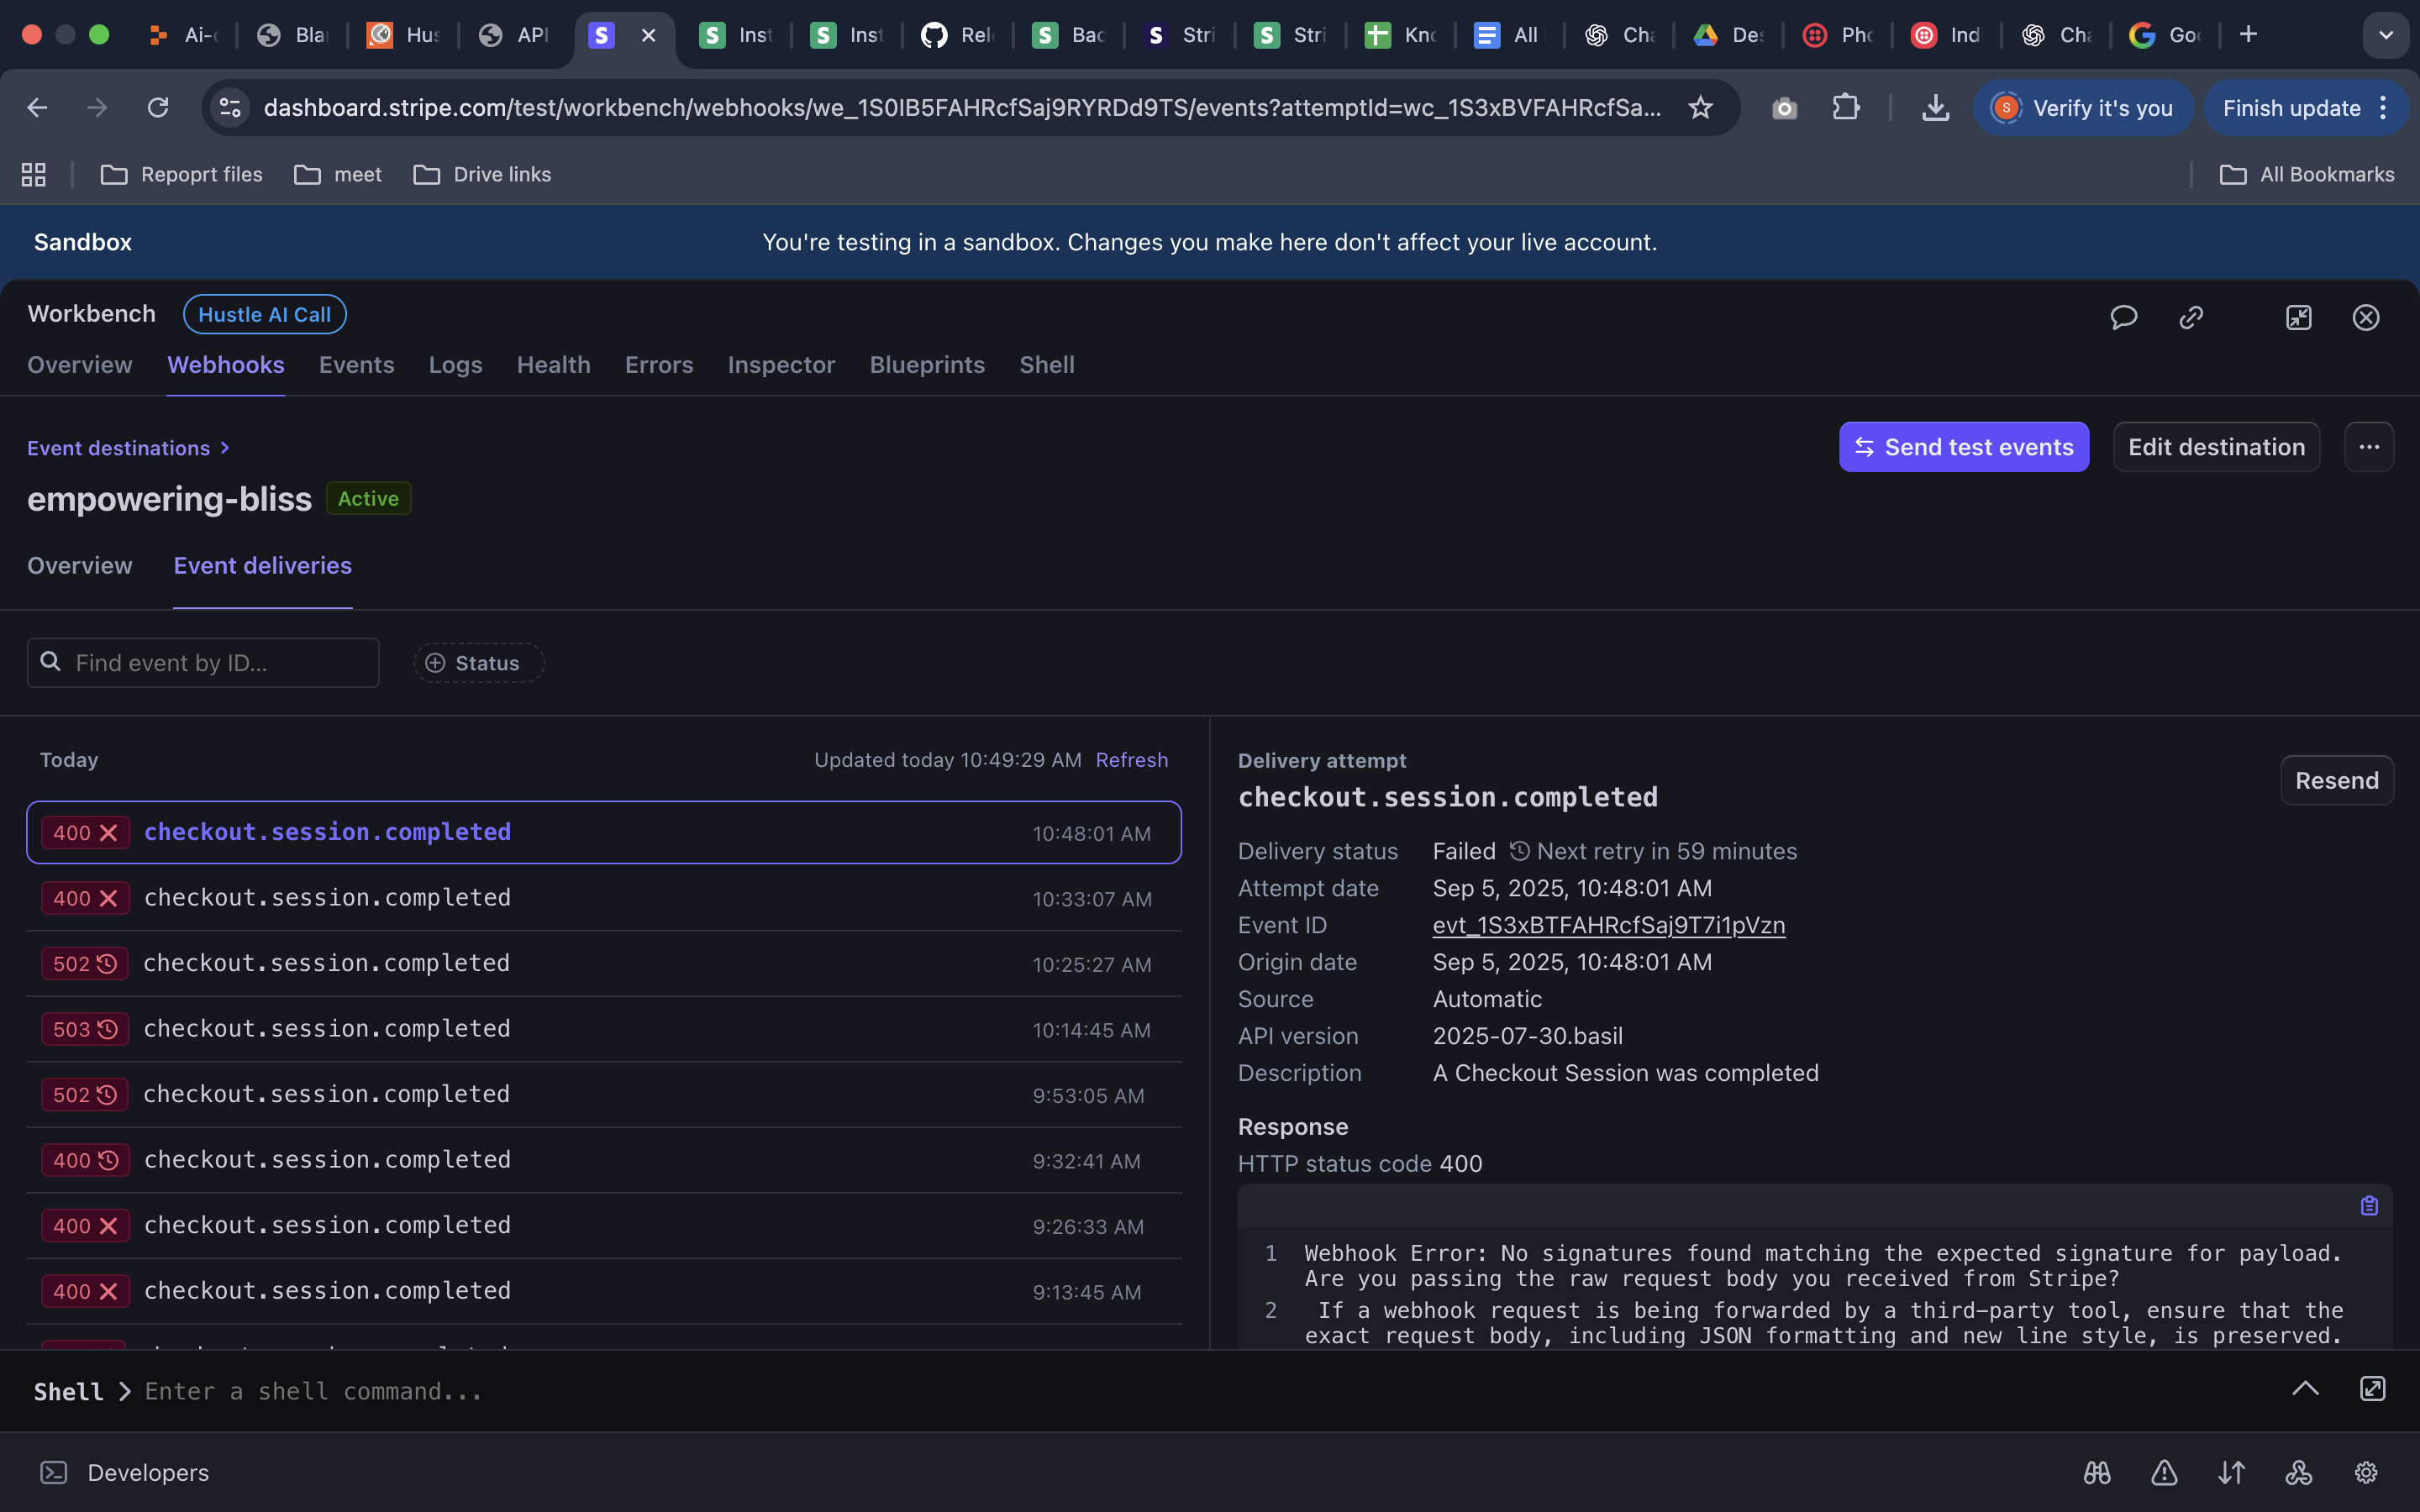 Ai-c
Blan
Hus
API
Inst
Inst
Rel
Bac
Stri
Stri
Kno
All
Cha
Des
Pho
Ind
Cha
Goo
dashboard.stripe.com/test/workbench/webhooks/we_1S0IB5FAHRcfSaj9RYRDd9TS/events?attemptId=wc_1S3xBVFAHRcfSa...
Verify it's you
Finish update
Repoprt files
meet
Drive links
All Bookmarks
Sandbox
You're testing in a sandbox. Changes you make here don't affect your live account.
Workbench
Hustle AI Call
Overview
Webhooks
Events
Logs
Health
Errors
Inspector
Blueprints
Shell
Event destinations
Send test events
Edit destination
empowering-bliss
Active
Overview
Event deliveries
Find event by ID...
Status
Today
Updated today 10:49:29 AM
Refresh
400 checkout.session.completed 10:48:01 AM
400 checkout.session.completed 10:33:07 AM
502 checkout.session.completed 10:25:27 AM
503 checkout.session.completed 10:14:45 AM
502 checkout.session.completed 9:53:05 AM
400 checkout.session.completed 9:32:41 AM
400 checkout.session.completed 9:26:33 AM
400 checkout.session.completed 9:13:45 AM
Delivery attempt
Resend
checkout.session.completed
Delivery status Failed Next retry in 59 minutes
Attempt date Sep 5, 2025, 10:48:01 AM
Event ID evt_1S3xBTFAHRcfSaj9T7i1pVzn
Origin date Sep 5, 2025, 10:48:01 AM
Source Automatic
API version 2025-07-30.basil
Description A Checkout Session was completed
Response
HTTP status code 400
1 Webhook Error: No signatures found matching the expected signature for payload.
Are you passing the raw request body you received from Stripe?
2 If a webhook request is being forwarded by a third-party tool, ensure that the
exact request body, including JSON formatting and new line style, is preserved.
Shell
Enter a shell command...
Developers